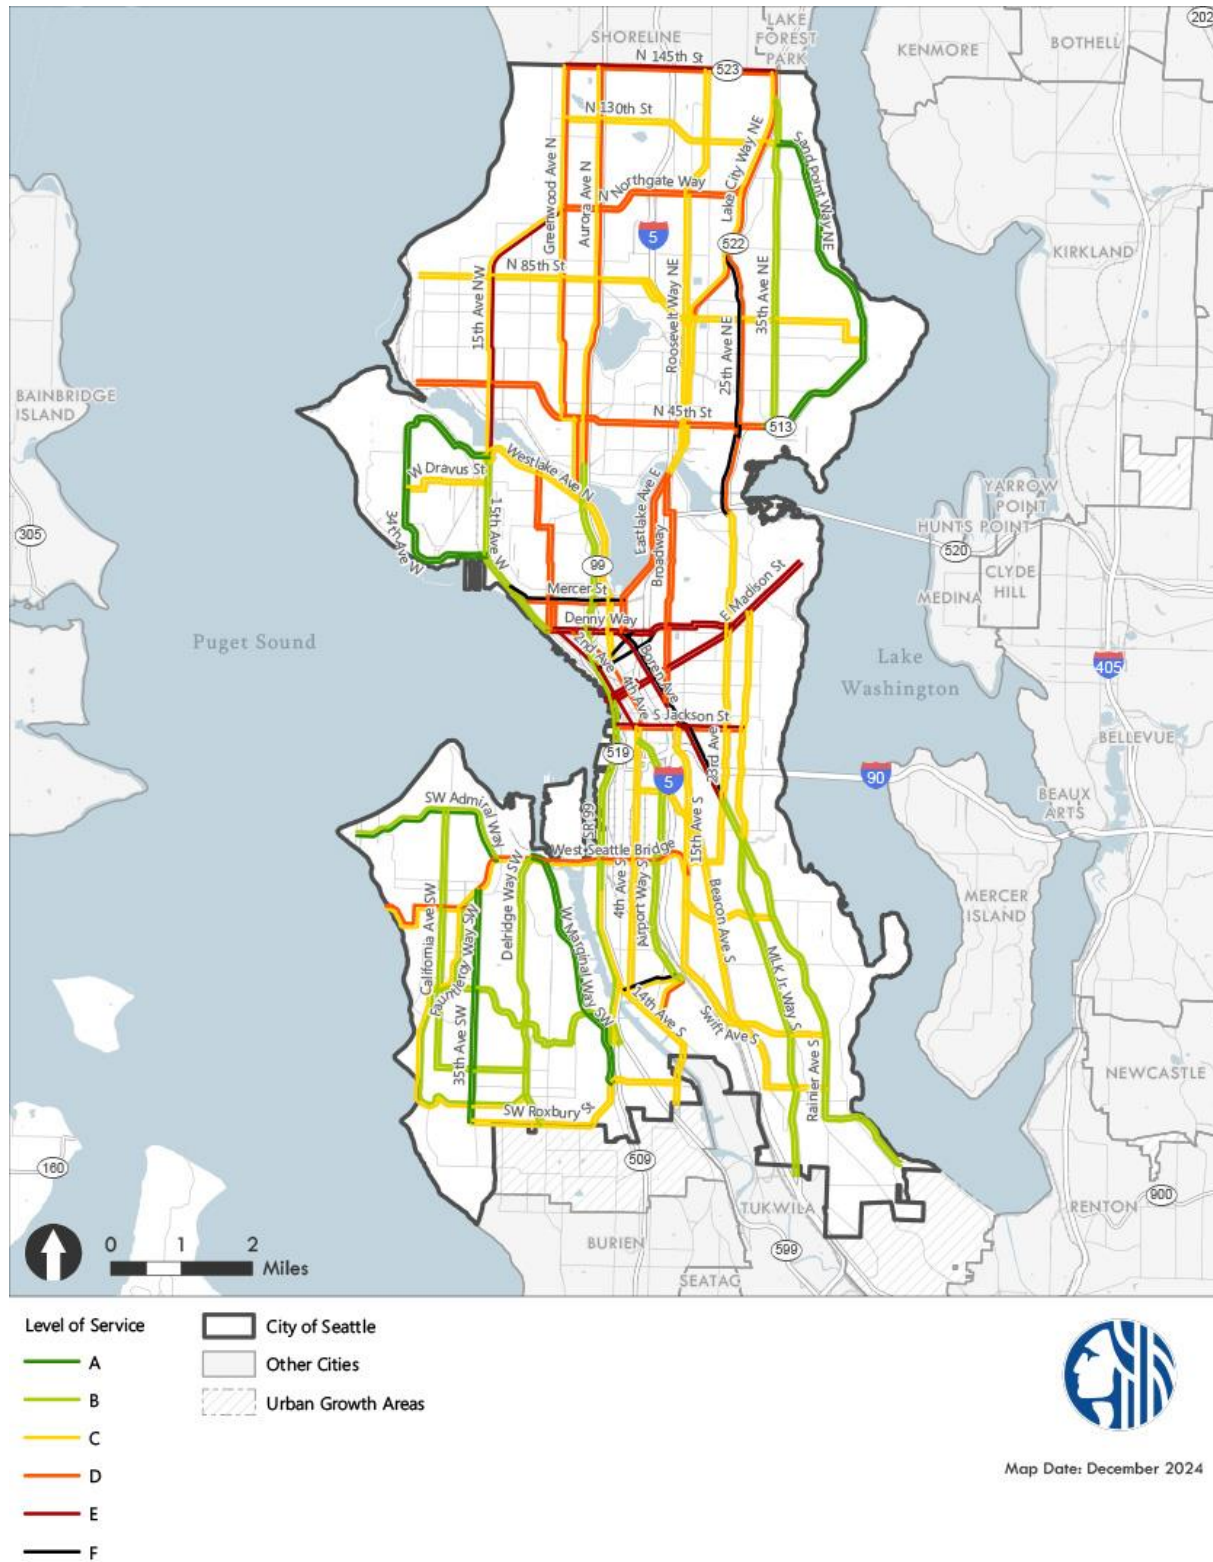 202
SHORELINE
LAKE
FOREST
PARK
KENMORE
BOTHELL
N 145th St
523
N 130th St
Greenwood Ave N
Aurora Ave N
Lake City Way NE
Sand Point Way NE
N Northgate Way
5
522
KIRKLAND
N 85th St
15th Ave NW
Roosevelt Way NE
35th Ave NE
25th Ave NE
BAINBRIDGE
ISLAND
N 45th St
513
W Dravus St
Westlake Ave N
Eastlake Ave E
Broadway
34th Ave W
15th Ave W
YARROW
POINT
HUNTS POINT
305
520
99
CLYDE
HILL
MEDINA
Mercer St
E Madison St
Denny Way
Puget Sound
2nd Ave
Boren Ave
4th Ave
Lake
Washington
405
S Jackson St
23rd Ave
519
BELLEVUE
5
90
BEAUX
ARTS
SW Admiral Way
SR 99
West Seattle Bridge
15th Ave S
4th Ave S
Airport Way S
Beacon Ave S
California Ave SW
Fauntleroy Way SW
Delridge Way SW
W Marginal Way SW
MERCER
ISLAND
MLK Jr. Way S
14th Ave S
Swift Ave S
35th Ave SW
Rainier Ave S
NEWCASTLE
SW Roxbury St
160
509
TUKWILA
RENTON
900
BURIEN
599
SEATAC
0 1 2
Miles
Level of Service
A
B
C
D
E
F
City of Seattle
Other Cities
Urban Growth Areas
Map Date: December 2024